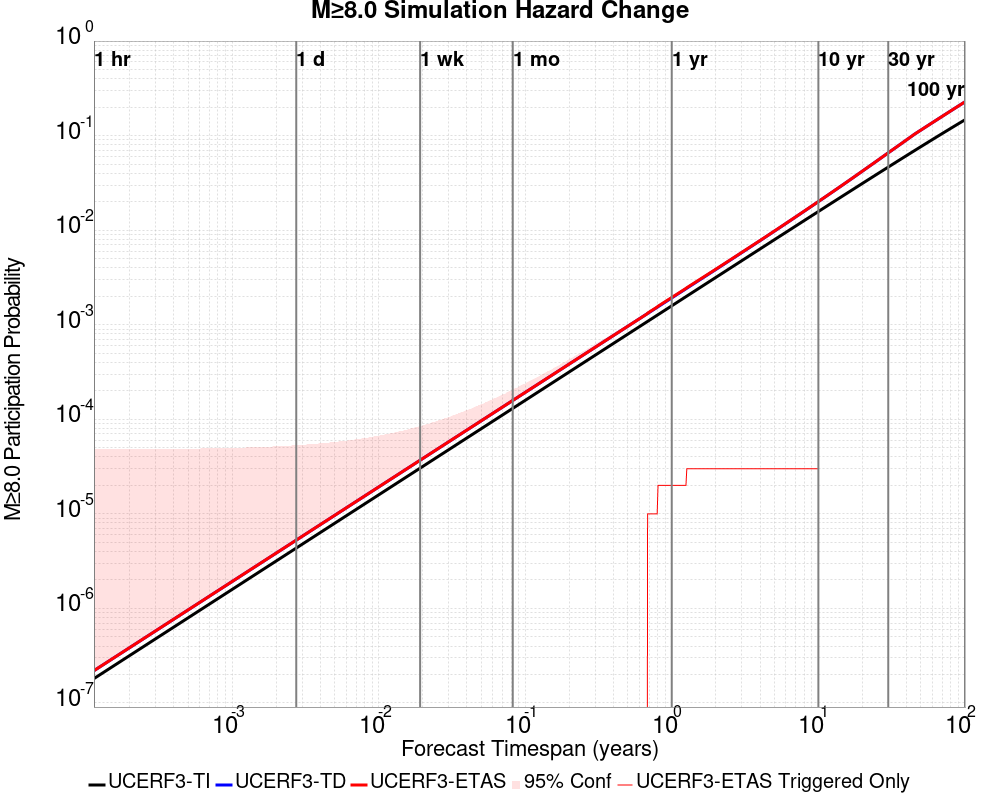 M≥8.0 Simulation Hazard Change
10^0
10^-1
10^-2
10^-3
10^-4
10^-5
10^-6
10^-7
M≥8.0 Participation Probability
1 hr 1 d 1 wk 1 mo 1 yr 10 yr 30 yr
100 yr
10^-3 10^-2 10^-1 10^0 10^1 10^2
Forecast Timespan (years)
UCERF3-TI UCERF3-TD UCERF3-ETAS 95% Conf UCERF3-ETAS Triggered Only